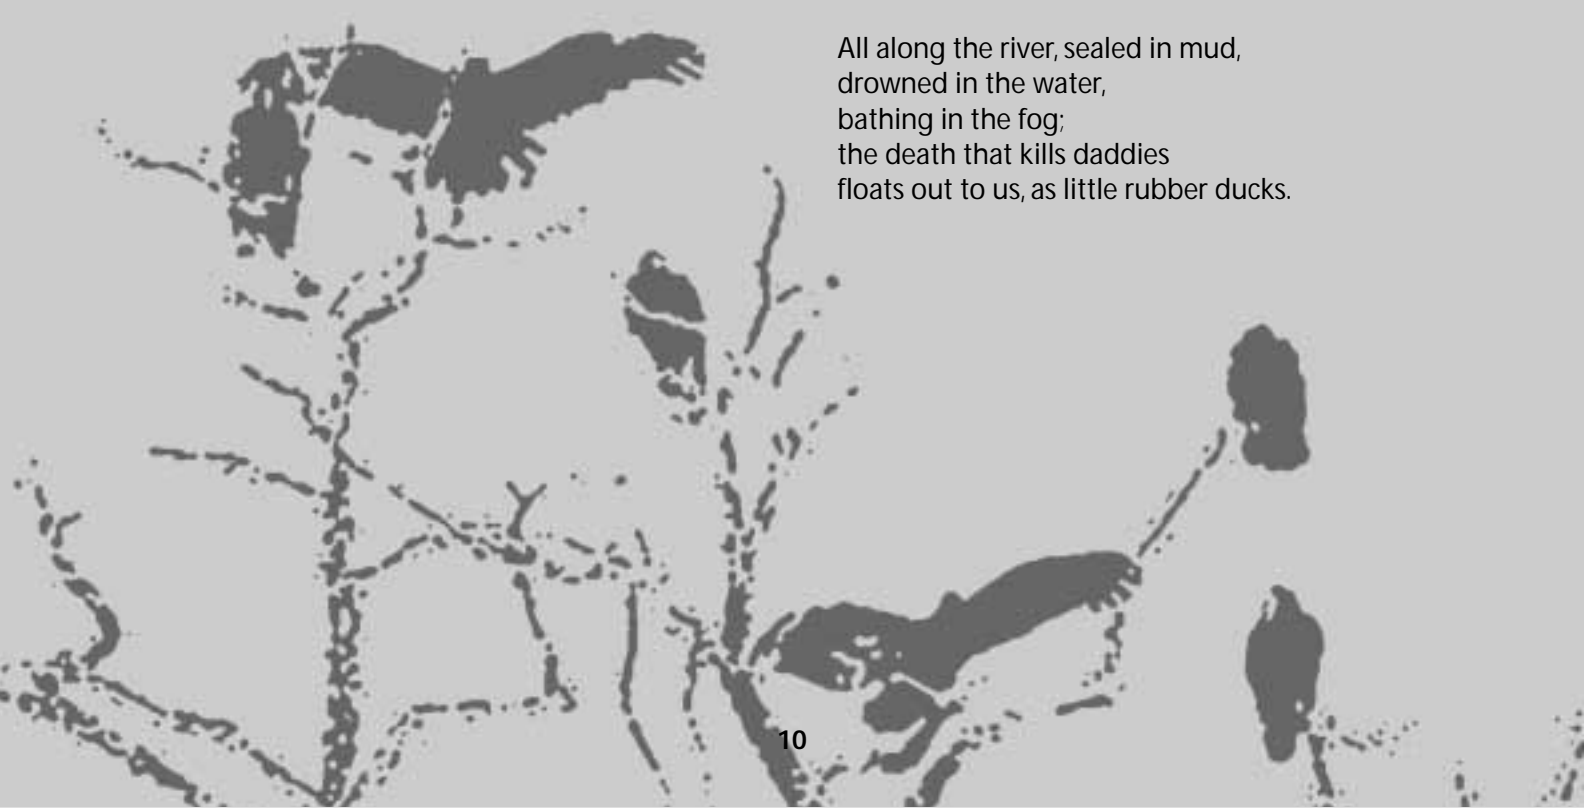 All along the river, sealed in mud,
drowned in the water,
bathing in the fog;
the death that kills daddies
floats out to us, as little rubber ducks.
10